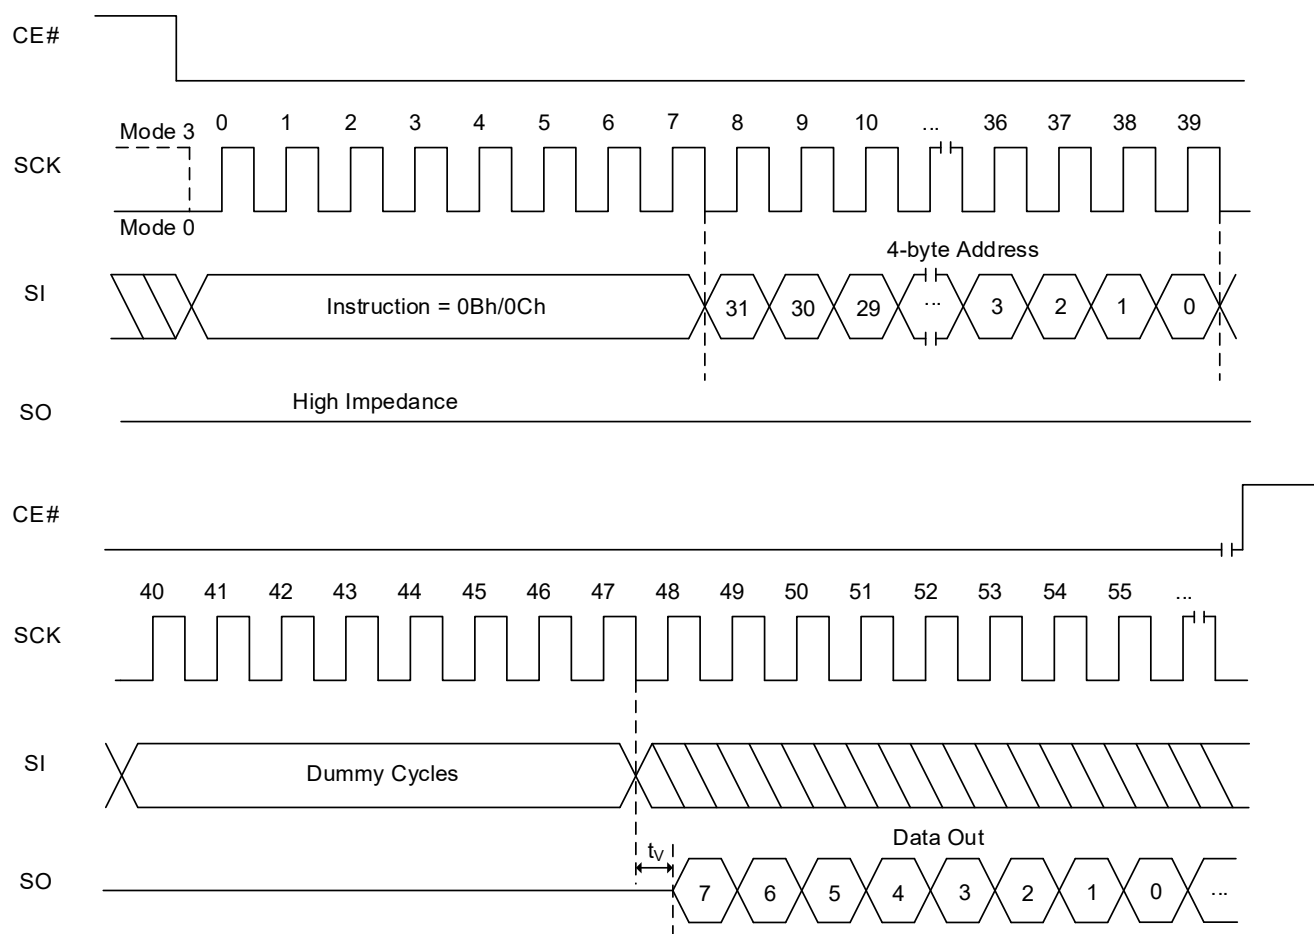 CE#
Mode 3 0 1 2 3 4 5 6 7 8 9 10 ... 36 37 38 39
SCK
Mode 0
4-byte Address
SI Instruction = 0Bh/0Ch 31 30 29 ... 3 2 1 0
High Impedance
SO
CE#
40 41 42 43 44 45 46 47 48 49 50 51 52 53 54 55 ...
SCK
SI Dummy Cycles
Data Out
tV
SO 7 6 5 4 3 2 1 0 ...